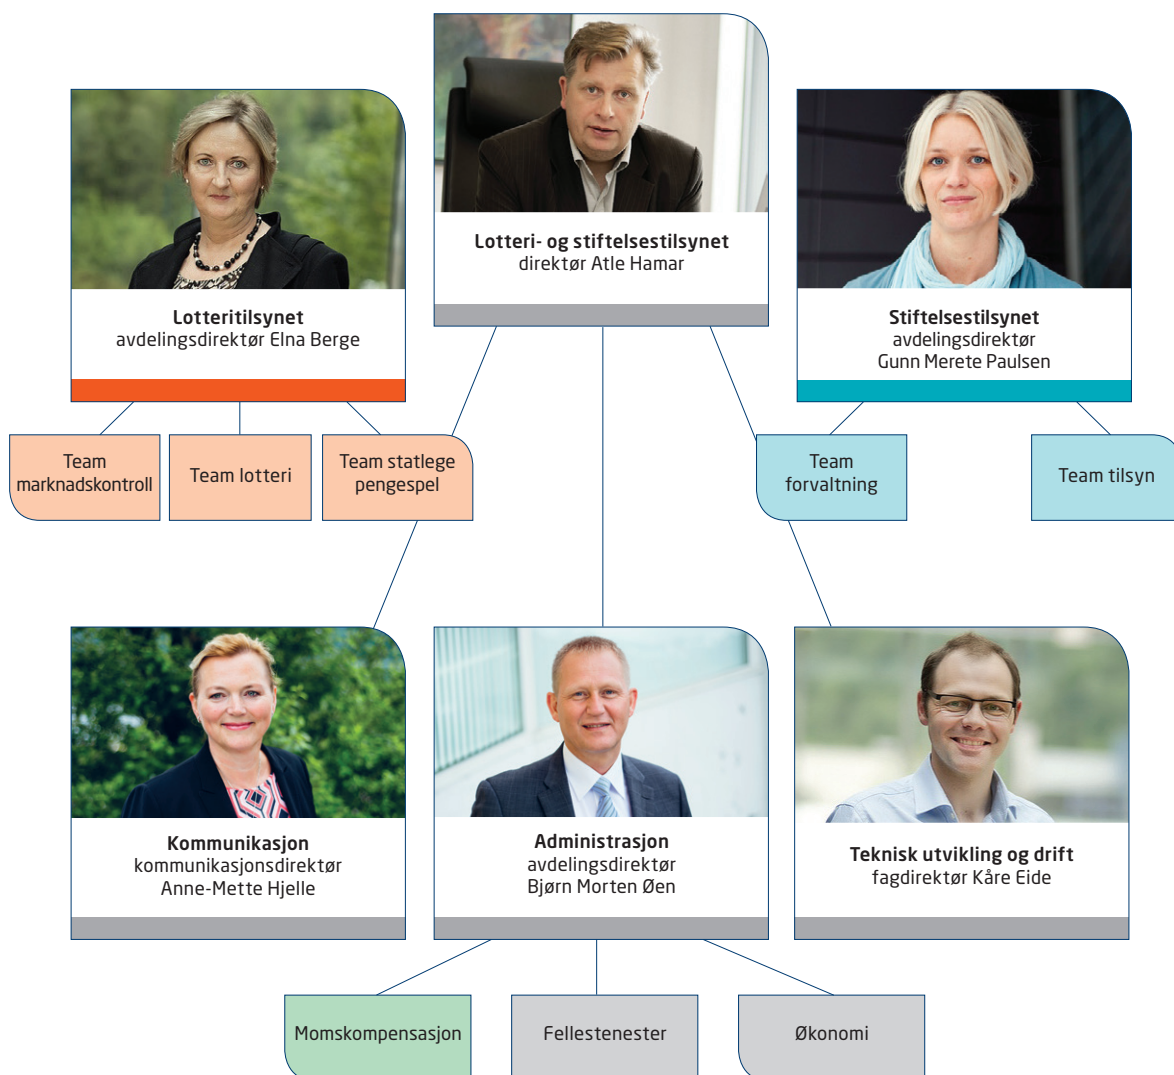 Lotteri- og stiftelsestilsynet
direktør Atle Hamar
Lotteritilsynet
avdelingsdirektør Elna Berge
Stiftelsestilsynet
avdelingsdirektør
Gunn Merete Paulsen
Team
marknadskontroll
Team lotteri
Team statlege
pengespel
Team
forvaltning
Team tilsyn
Kommunikasjon
kommunikasjonsdirektør
Anne-Mette Hjelle
Administrasjon
avdelingsdirektør
Bjørn Morten Øen
Teknisk utvikling og drift
fagdirektør Kåre Eide
Momskompensasjon
Fellestenester
Økonomi